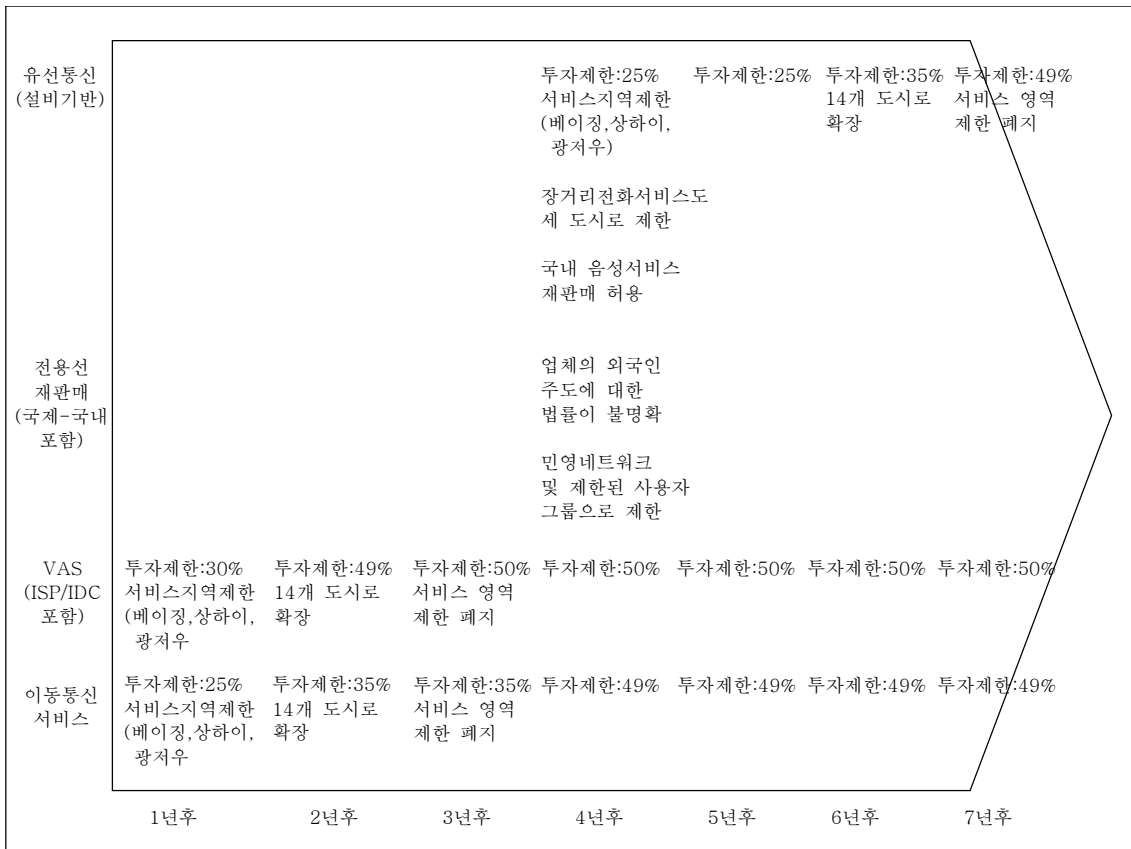 유선통신
(설비기반)
투자제한:25%
서비스지역제한
(베이징,상하이,
광저우)
장거리전화서비스도
세 도시로 제한
국내 음성서비스
재판매 허용
투자제한:25%
투자제한:35%
14개 도시로
확장
투자제한:49%
서비스 영역
제한 폐지
전용선
재판매
(국제-국내
포함)
업체의 외국인
주도에 대한
법률이 불명확
민영네트워크
및 제한된 사용자
그룹으로 제한
VAS
(ISP/IDC
포함)
투자제한:30%
서비스지역제한
(베이징,상하이,
광저우
투자제한:49%
14개 도시로
확장
투자제한:50%
서비스 영역
제한 폐지
투자제한:50%
투자제한:50%
투자제한:50%
투자제한:50%
이동통신
서비스
투자제한:25%
서비스지역제한
(베이징,상하이,
광저우
투자제한:35%
14개 도시로
확장
투자제한:35%
서비스 영역
제한 폐지
투자제한:49%
투자제한:49%
투자제한:49%
투자제한:49%
1년후 2년후 3년후 4년후 5년후 6년후 7년후